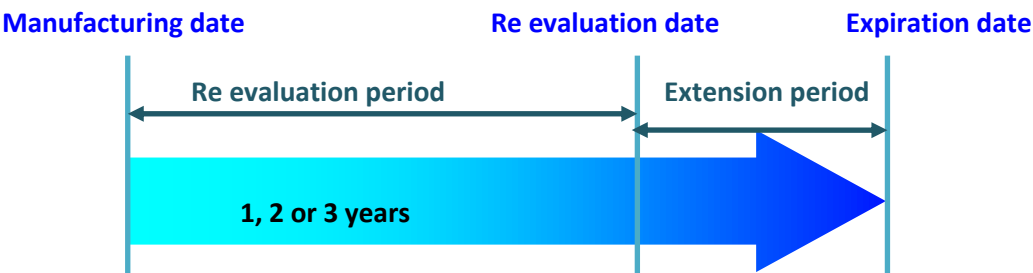 Manufacturing date Re evaluation date Expiration date
Re evaluation period Extension period
1, 2 or 3 years